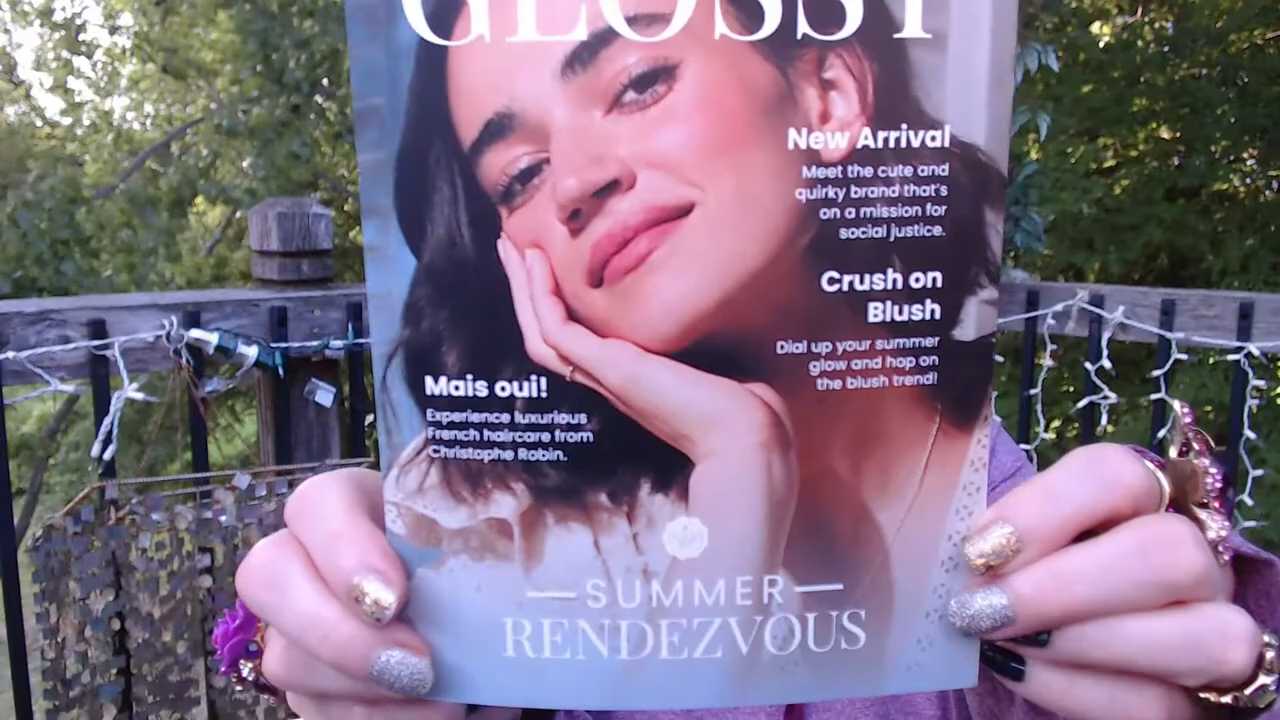 GLOSSY
New Arrival
Meet the cute and
quirky brand that's
on a mission for
social justice.
Crush on
Blush
Dial up your summer
glow and hop on
the blush trend!
Mais oui!
Experience luxurious
French haircare from
Christophe Robin.
SUMMER
RENDEZVOUS